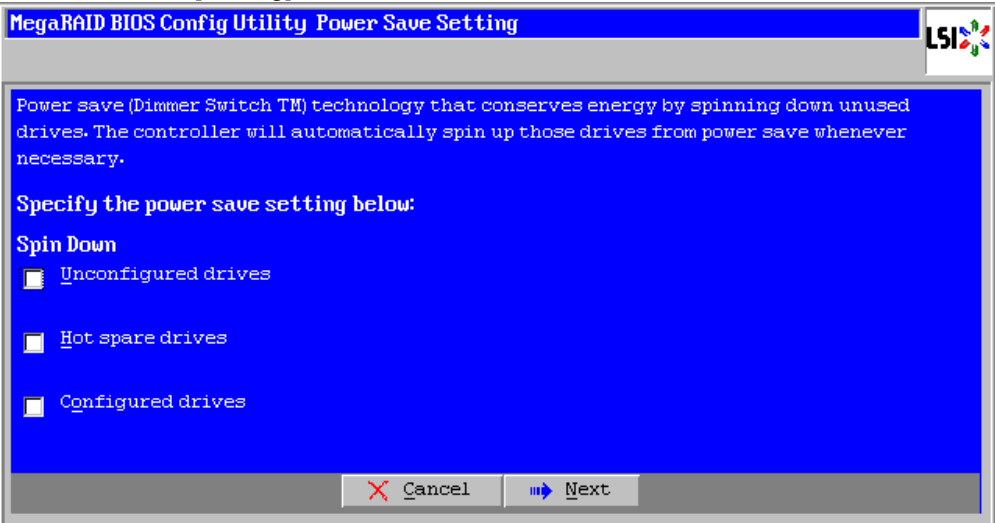 MegaRAID BIOS Config Utility Power Save Setting
LSI
Power save (Dimmer Switch TM) technology that conserves energy by spinning down unused
drives. The controller will automatically spin up those drives from power save whenever
necessary.
Specify the power save setting below:
Spin Down
Unconfigured drives
Hot spare drives
Configured drives
Cancel
Next